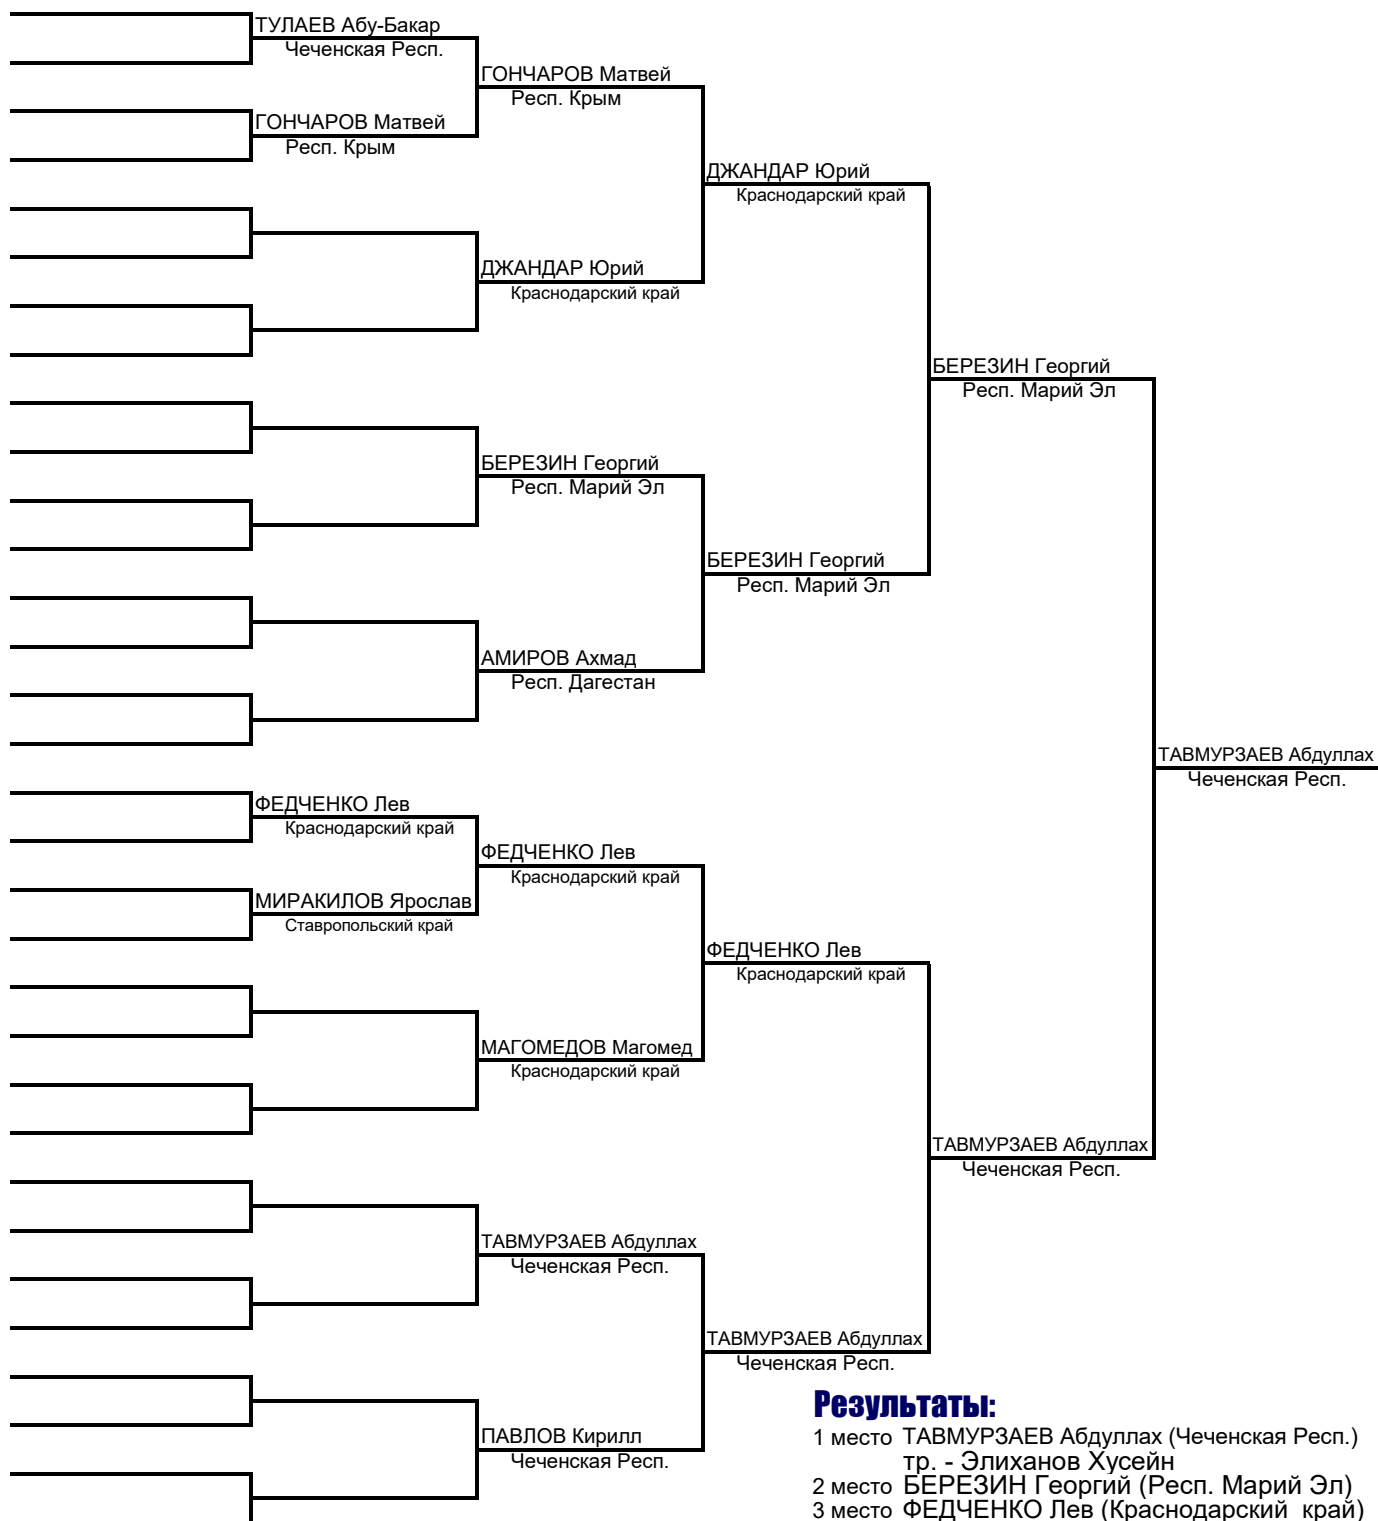 ТУЛАЕВ Абу-Бакар
Чеченская Респ.
ГОНЧАРОВ Матвей
Респ. Крым
ГОНЧАРОВ Матвей
Респ. Крым
ДЖАНДАР Юрий
Краснодарский край
ДЖАНДАР Юрий
Краснодарский край
БЕРЕЗИН Георгий
Респ. Марий Эл
БЕРЕЗИН Георгий
Респ. Марий Эл
БЕРЕЗИН Георгий
Респ. Марий Эл
АМИРОВ Ахмад
Респ. Дагестан
ТАВМУРЗАЕВ Абдуллах
Чеченская Респ.
ФЕДЧЕНКО Лев
Краснодарский край
ФЕДЧЕНКО Лев
Краснодарский край
МИРАКИЛОВ Ярослав
Ставропольский край
ФЕДЧЕНКО Лев
Краснодарский край
МАГОМЕДОВ Магомед
Краснодарский край
ТАВМУРЗАЕВ Абдуллах
Чеченская Респ.
ТАВМУРЗАЕВ Абдуллах
Чеченская Респ.
ТАВМУРЗАЕВ Абдуллах
Чеченская Респ.
ПАВЛОВ Кирилл
Чеченская Респ.
Результаты:
1 место ТАВМУРЗАЕВ Абдуллах (Чеченская Респ.)
тр. - Элиханов Хусейн
2 место БЕРЕЗИН Георгий (Респ. Марий Эл)
3 место ФЕДЧЕНКО Лев (Краснодарский край)